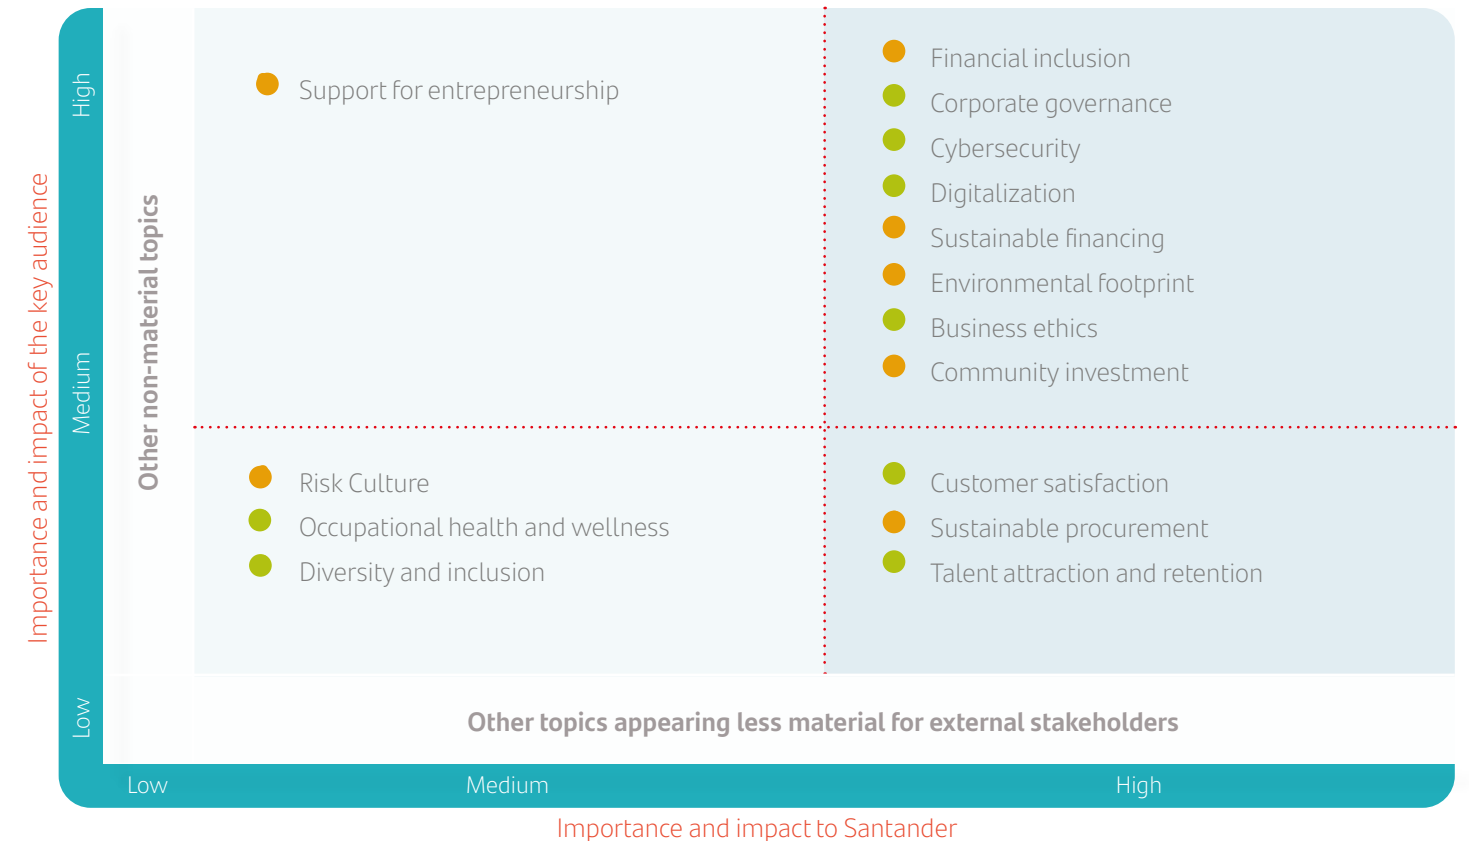 Importance and impact of the key audience
High
Medium
Low
Other non-material topics
Support for entrepreneurship
Financial inclusion
Corporate governance
Cybersecurity
Digitalization
Sustainable financing
Environmental footprint
Business ethics
Community investment
Risk Culture
Occupational health and wellness
Diversity and inclusion
Customer satisfaction
Sustainable procurement
Talent attraction and retention
Other topics appearing less material for external stakeholders
Low
Medium
High
Importance and impact to Santander